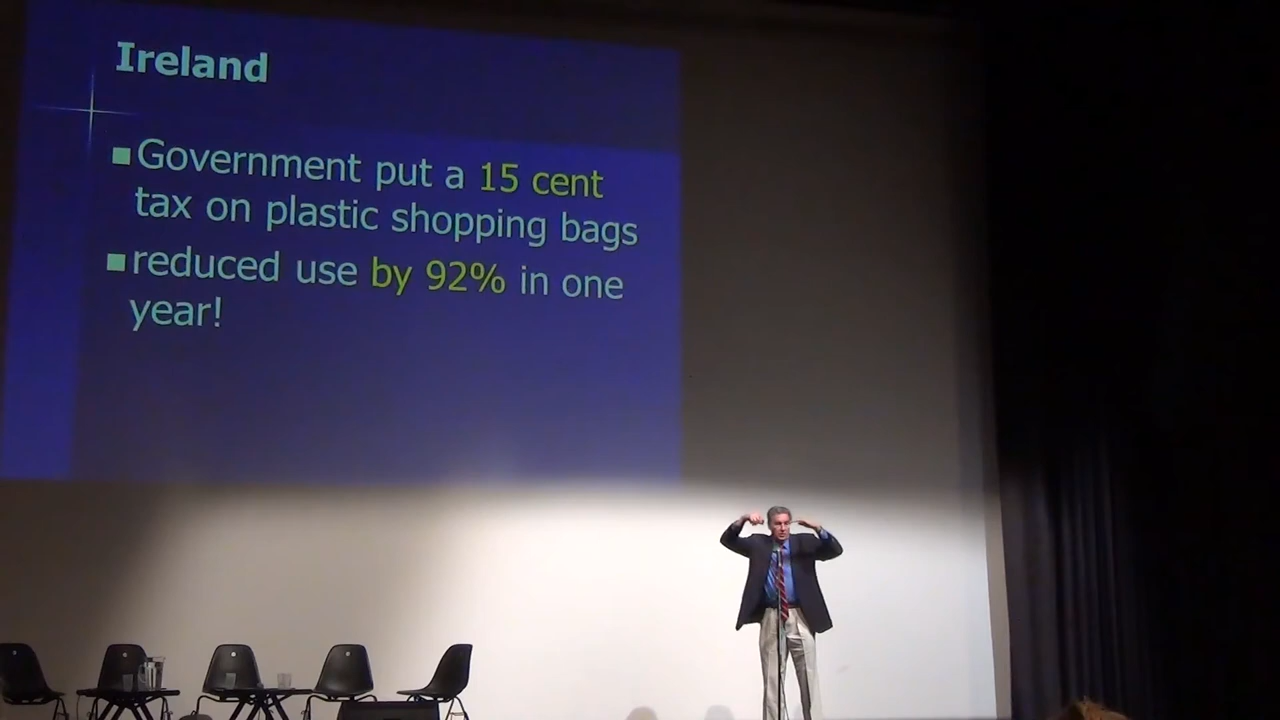 Ireland
■Government put a 15 cent
tax on plastic shopping bags
■reduced use by 92% in one
year!